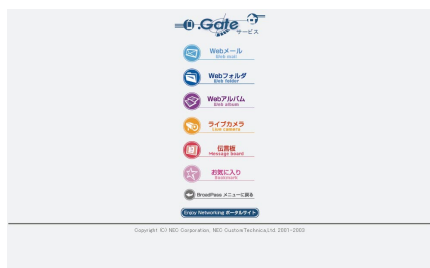 .Gate サービス
Webメール
Web mail
Webフォルダ
Web folder
Webアルバム
Web album
ライブカメラ
Live camera
伝言板
Message board
お気に入り
Bookmark
BroadPass メニューに戻る
Enjoy Networking ポータルサイト
Copyright (C) NEC Corporation, NEC CustomTechnica,Ltd. 2001-2003